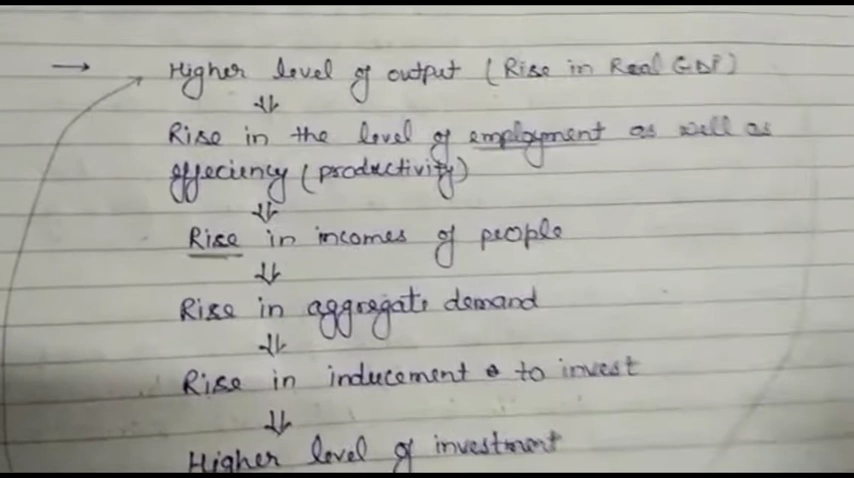 → Higher level of output (Rise in Real GDP)
⇓
Rise in the level of employment as well as
effeciency (productivity)
⇓
Rise in incomes of people
⇓
Rise in aggregate demand
⇓
Rise in inducement to invest
⇓
Higher level of investment